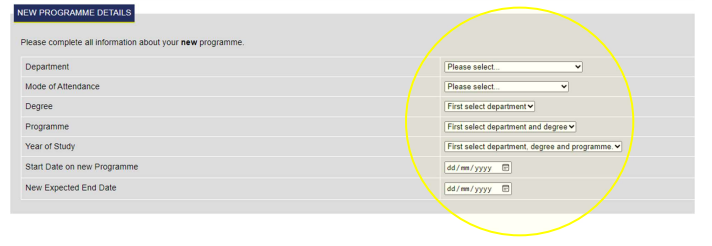 NEW PROGRAMME DETAILS
Please complete all information about your new programme.
Department
Please select...
Mode of Attendance
Please select...
Degree
First select department
Programme
First select department and degree
Year of Study
First select department, degree and programme.
Start Date on new Programme
dd/mm/yyyy
New Expected End Date
dd/mm/yyyy